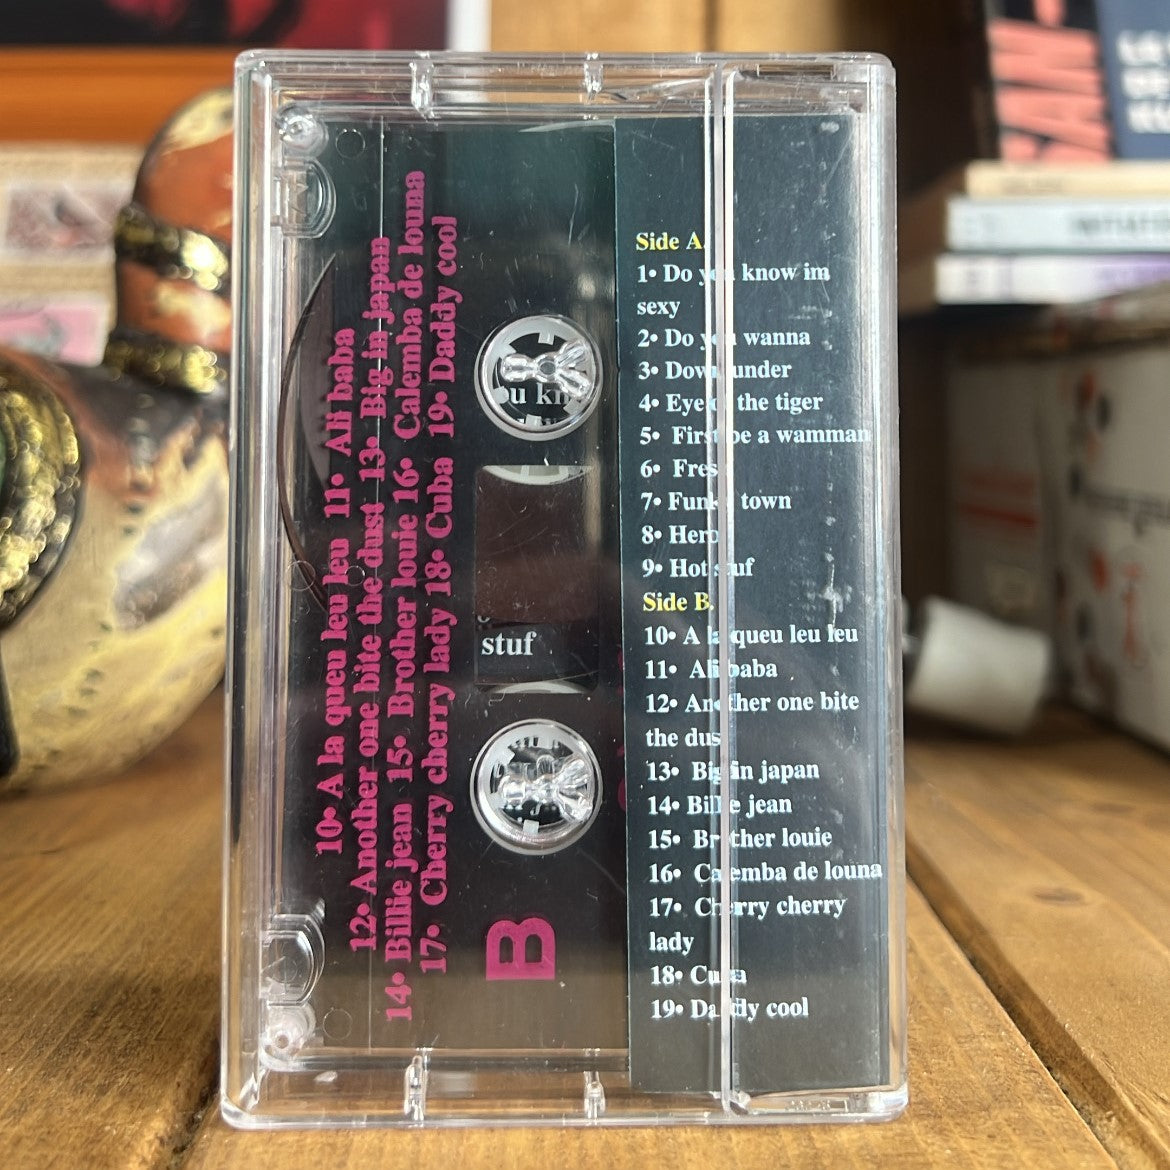 Side A.
1• Do you know im
sexy
2• Do you wanna
3• Down under
4• Eye of the tiger
5• First be a wamman
6• Fres
7• Funky town
8• Hero
9• Hot stuf
Side B.
10• A la queu leu leu
11• Ali baba
12• Another one bite
the dust
13• Big in japan
14• Billie jean
15• Brother louie
16• Calemba de louna
17• Cherry cherry
lady
18• Cuba
19• Daddy cool
10• A la queu leu leu 11• Ali baba
12• Another one bite the dust 13• Big in japan
14• Billie jean 15• Brother louie 16• Calemba de louna
17• Cherry cherry lady 18• Cuba 19• Daddy cool
B
stuf